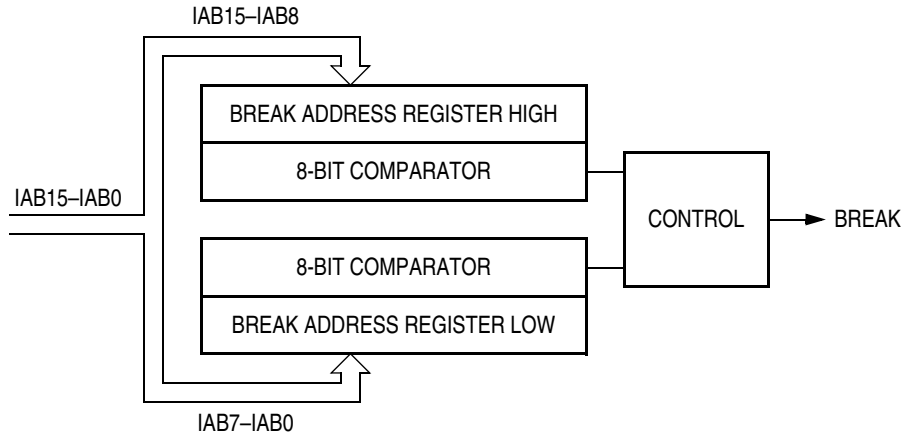 IAB15–IAB8
BREAK ADDRESS REGISTER HIGH
8-BIT COMPARATOR
IAB15–IAB0
CONTROL
BREAK
8-BIT COMPARATOR
BREAK ADDRESS REGISTER LOW
IAB7–IAB0